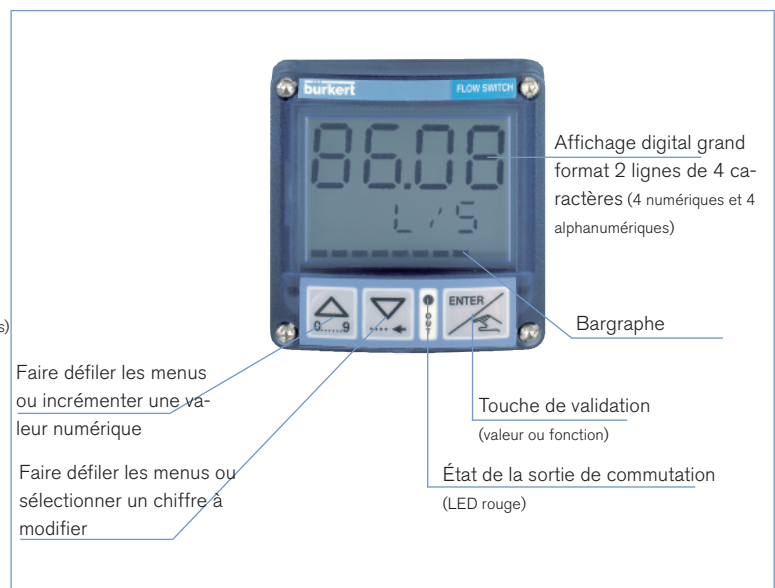 bürkert
FLOW SWITCH
86.08
L/S
0......9
.... ←
OUT
ENTER
Affichage digital grand
format 2 lignes de 4 ca-
ractères (4 numériques et 4
alphanumériques)
Bargraphe
s)
Faire défiler les menus
ou incrémenter une va-
leur numérique
Touche de validation
(valeur ou fonction)
Faire défiler les menus ou
sélectionner un chiffre à
modifier
État de la sortie de commutation
(LED rouge)